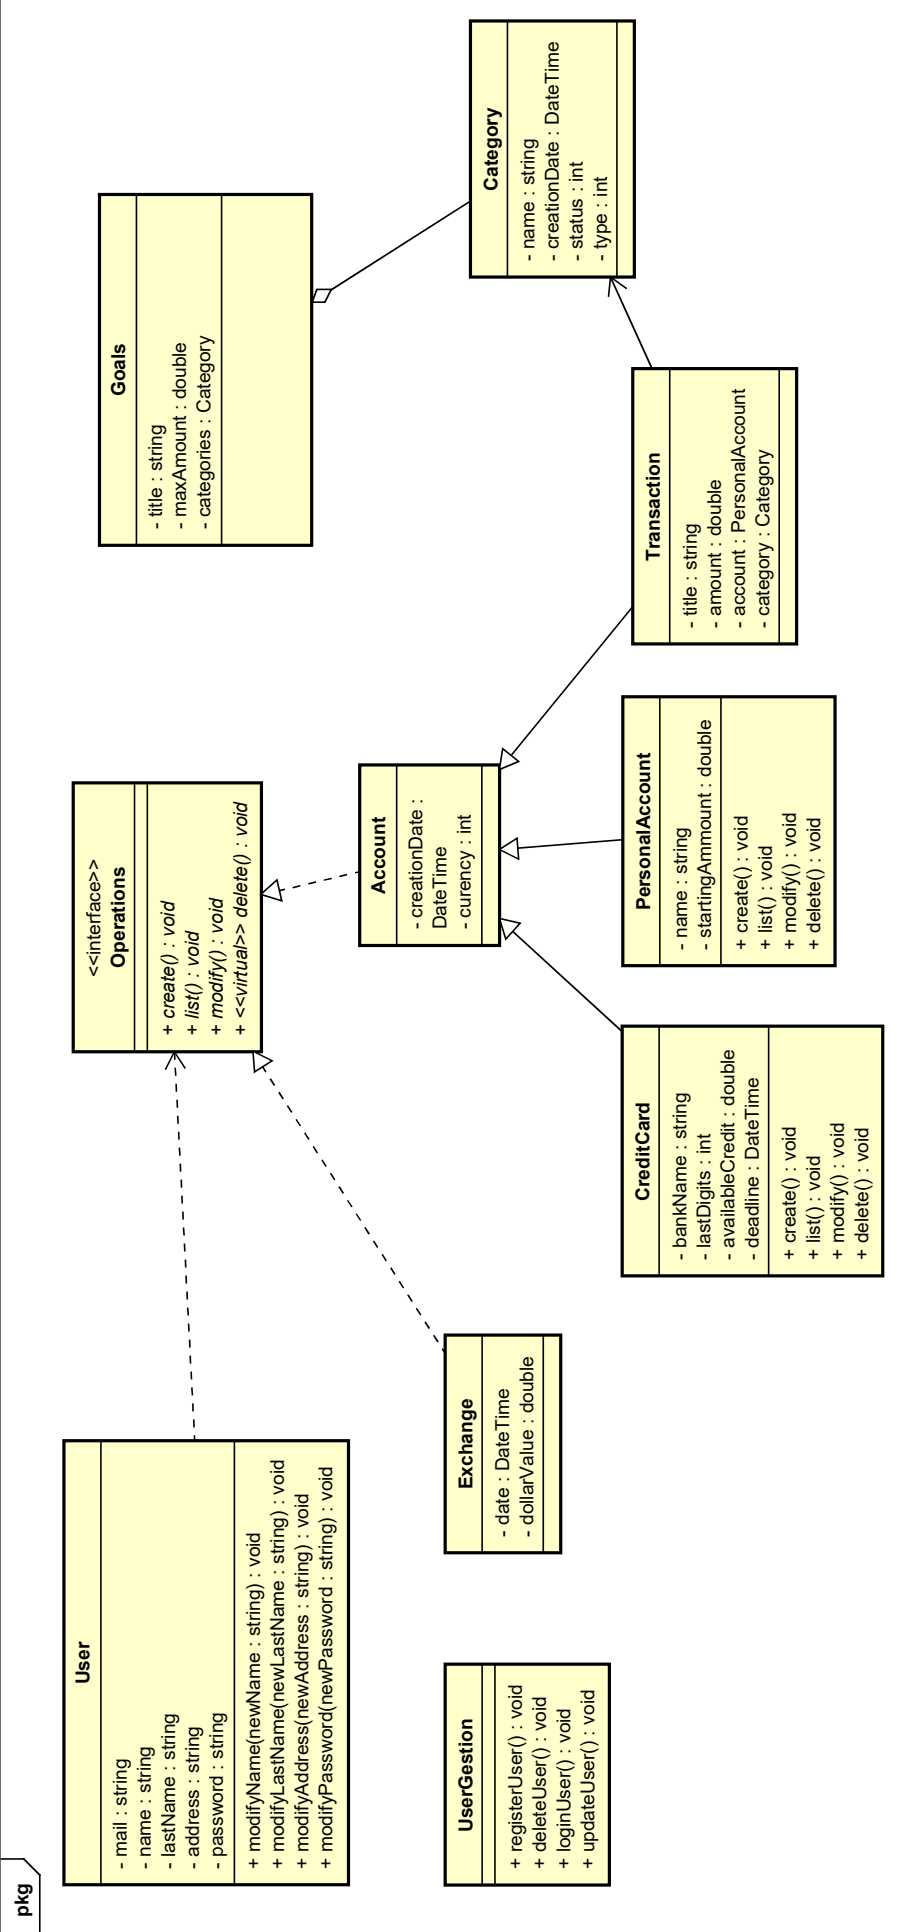 pkg
User
- mail : string
- name : string
- lastName : string
- address : string
- password : string
+ modifyName(newName : string) : void
+ modifyLastName(newLastName : string) : void
+ modifyAddress(newAddress : string) : void
+ modifyPassword(newPassword : string) : void
<<interface>>
Operations
+ create() : void
+ list() : void
+ modify() : void
+ <<virtual>> delete() : void
Goals
- title : string
- maxAmount : double
- categories : Category
UserGestion
+ registerUser() : void
+ deleteUser() : void
+ loginUser() : void
+ updateUser() : void
Exchange
- date : DateTime
- dollarValue : double
Account
- creationDate :
DateTime
- curency : int
Category
- name : string
- creationDate : DateTime
- status : int
- type : int
CreditCard
- bankName : string
- lastDigits : int
- availableCredit : double
- deadline : DateTime
+ create() : void
+ list() : void
+ modify() : void
+ delete() : void
PersonalAccount
- name : string
- startingAmmount : double
+ create() : void
+ list() : void
+ modify() : void
+ delete() : void
Transaction
- title : string
- amount : double
- account : PersonalAccount
- category : Category